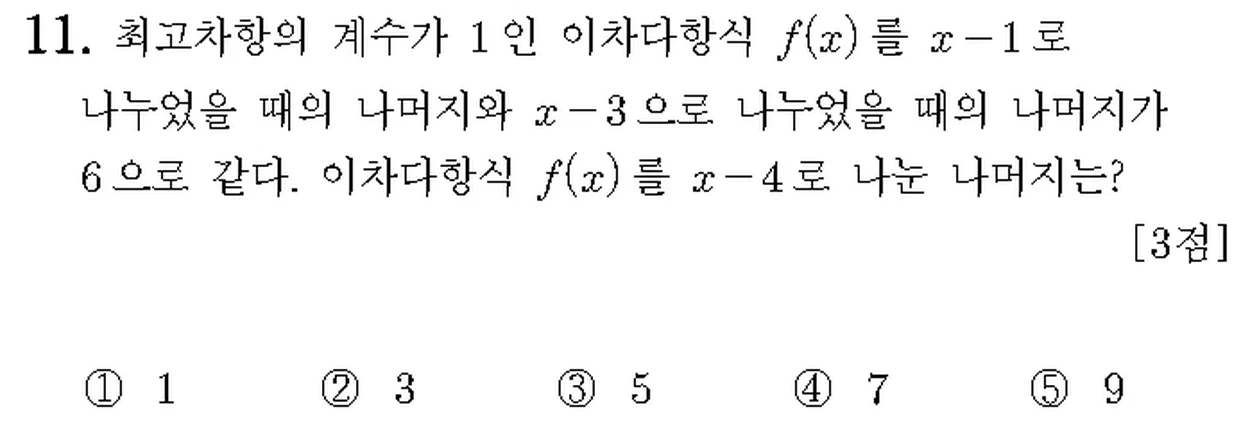 11. 최고차항의 계수가 1인 이차다항식 f(x)를 x-1로
나누었을 때의 나머지와 x-3으로 나누었을 때의 나머지가
6으로 같다. 이차다항식 f(x)를 x-4로 나눈 나머지는?
[3점]
① 1 ② 3 ③ 5 ④ 7 ⑤ 9